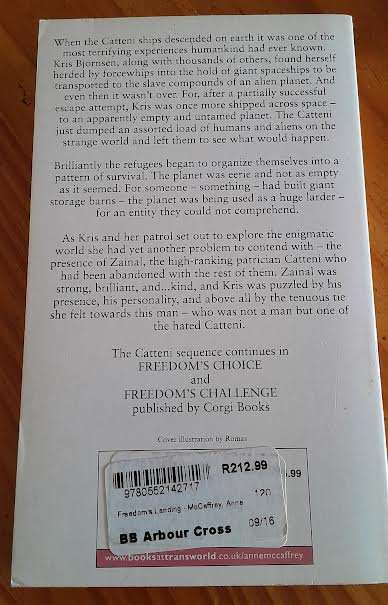 When the Catteni ships descended on earth it was one of the
most terrifying experiences humankind had ever known.
Kris Bjornsen, along with thousands of others, found herself
herded by forcewhips into the hold of giant spaceships to be
transported to the slave compounds of an alien planet. And
even then it wasn't over. For, after a partially successful
escape attempt, Kris was once more shipped across space –
to an apparently empty and untamed planet. The Catteni
just dumped an assorted load of humans and aliens on the
strange world and left them to see what would happen.
Brilliantly the refugees began to organize themselves into a
pattern of survival. The planet was eerie and not as empty
as it seemed. For someone – something – had built giant
storage barns – the planet was being used as a huge larder –
for an entity they could not comprehend.
As Kris and her patrol set out to explore the enigmatic
world she had yet another problem to contend with – the
presence of Zainal, the high-ranking patrician Catteni who
had been abandoned with the rest of them. Zainal was
strong, brilliant, and...kind, and Kris was puzzled by his
presence, his personality, and above all by the tenuous tie
she felt towards this man – who was not a man but one of
the hated Catteni.
The Catteni sequence continues in
FREEDOM'S CHOICE
and
FREEDOM'S CHALLENGE
published by Corgi Books
Cover illustration by Romas
R212.99
.99
9780552142717
120
Freedom's Landing - McCaffrey, Anne
09/16
BB Arbour Cross
www.booksattransworld.co.uk/annemccaffrey